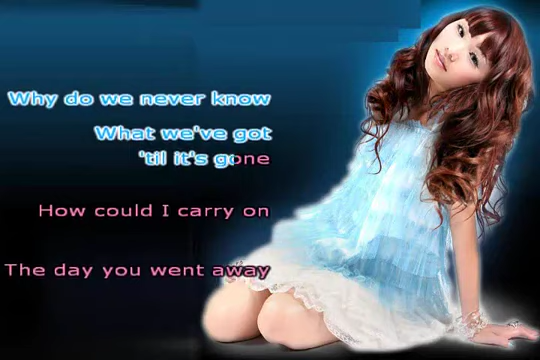 Why do we never know
What we've got
'til it's gone
How could I carry on
The day you went away